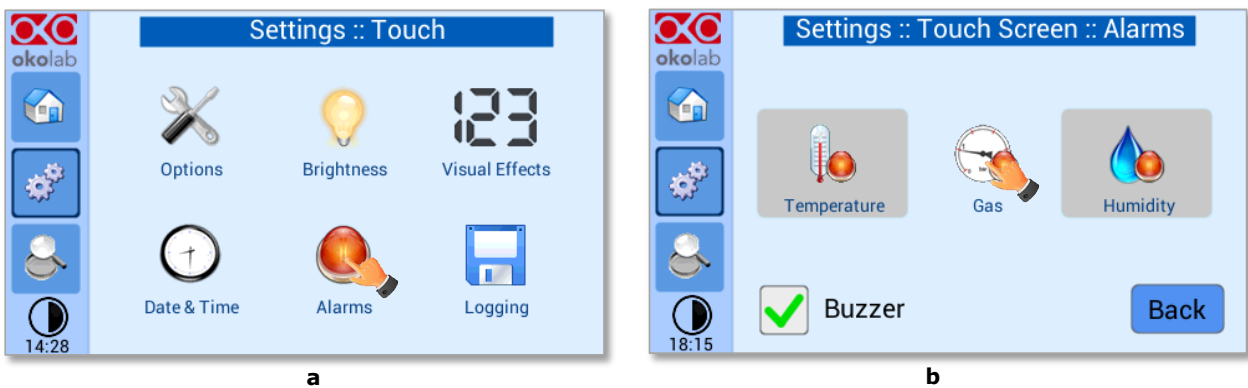 okolab
Settings :: Touch
Options
Brightness
123
Visual Effects
Date & Time
Alarms
Logging
14:28
a
okolab
Settings :: Touch Screen :: Alarms
Temperature
Gas
Humidity
Buzzer
Back
18:15
b